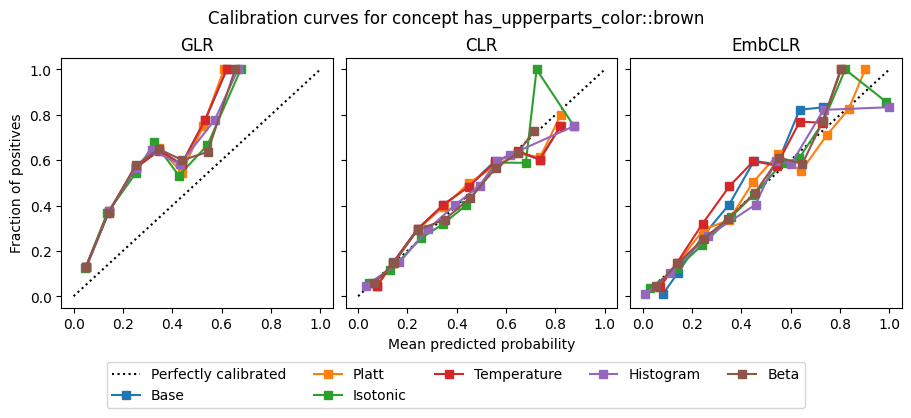 Calibration curves for concept has_upperparts_color::brown
GLR
CLR
EmbCLR
Fraction of positives
1.0
0.8
0.6
0.4
0.2
0.0
0.0 0.2 0.4 0.6 0.8 1.0
0.0 0.2 0.4 0.6 0.8 1.0
0.0 0.2 0.4 0.6 0.8 1.0
Mean predicted probability
Perfectly calibrated
Base
Platt
Isotonic
Temperature
Histogram
Beta